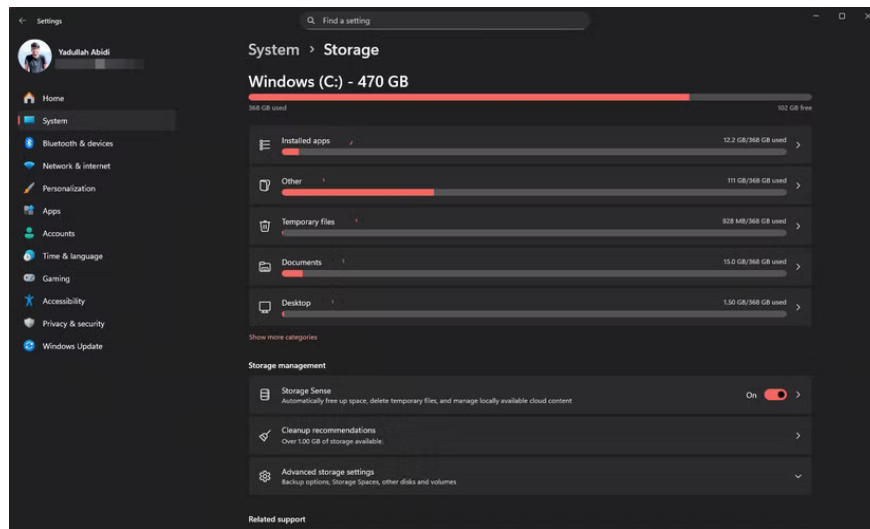 Settings
Find a setting
Yadullah Abidi
Home
System
Bluetooth & devices
Network & internet
Personalization
Apps
Accounts
Time & language
Gaming
Accessibility
Privacy & security
Windows Update
System > Storage
Windows (C:) - 470 GB
368 GB used
102 GB free
Installed apps
12.2 GB/368 GB used
Other
111 GB/368 GB used
Temporary files
928 MB/368 GB used
Documents
15.0 GB/368 GB used
Desktop
1.50 GB/368 GB used
Show more categories
Storage management
Storage Sense
On
Automatically free up space, delete temporary files, and manage locally available cloud content
Cleanup recommendations
Over 1.00 GB of storage available.
Advanced storage settings
Backup options, Storage Spaces, other disks and volumes
Related support